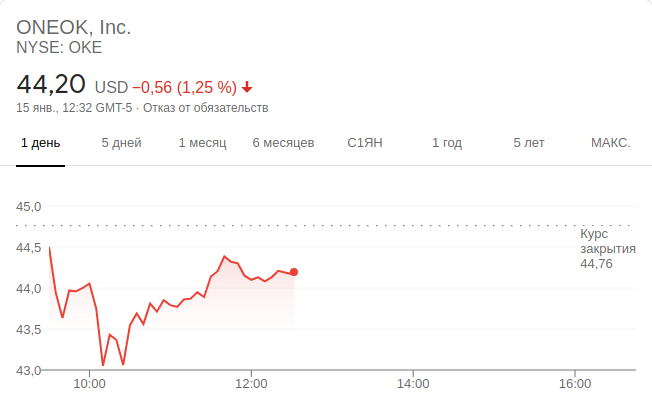 ONEOK, Inc.
NYSE: OKE
44,20 USD −0,56 (1,25 %)
15 янв., 12:32 GMT-5 · Отказ от обязательств
1 день 5 дней 1 месяц 6 месяцев С1ЯН 1 год 5 лет МАКС.
45,0
Курс
закрытия
44,76
44,5
44,0
43,5
43,0
10:00 12:00 14:00 16:00